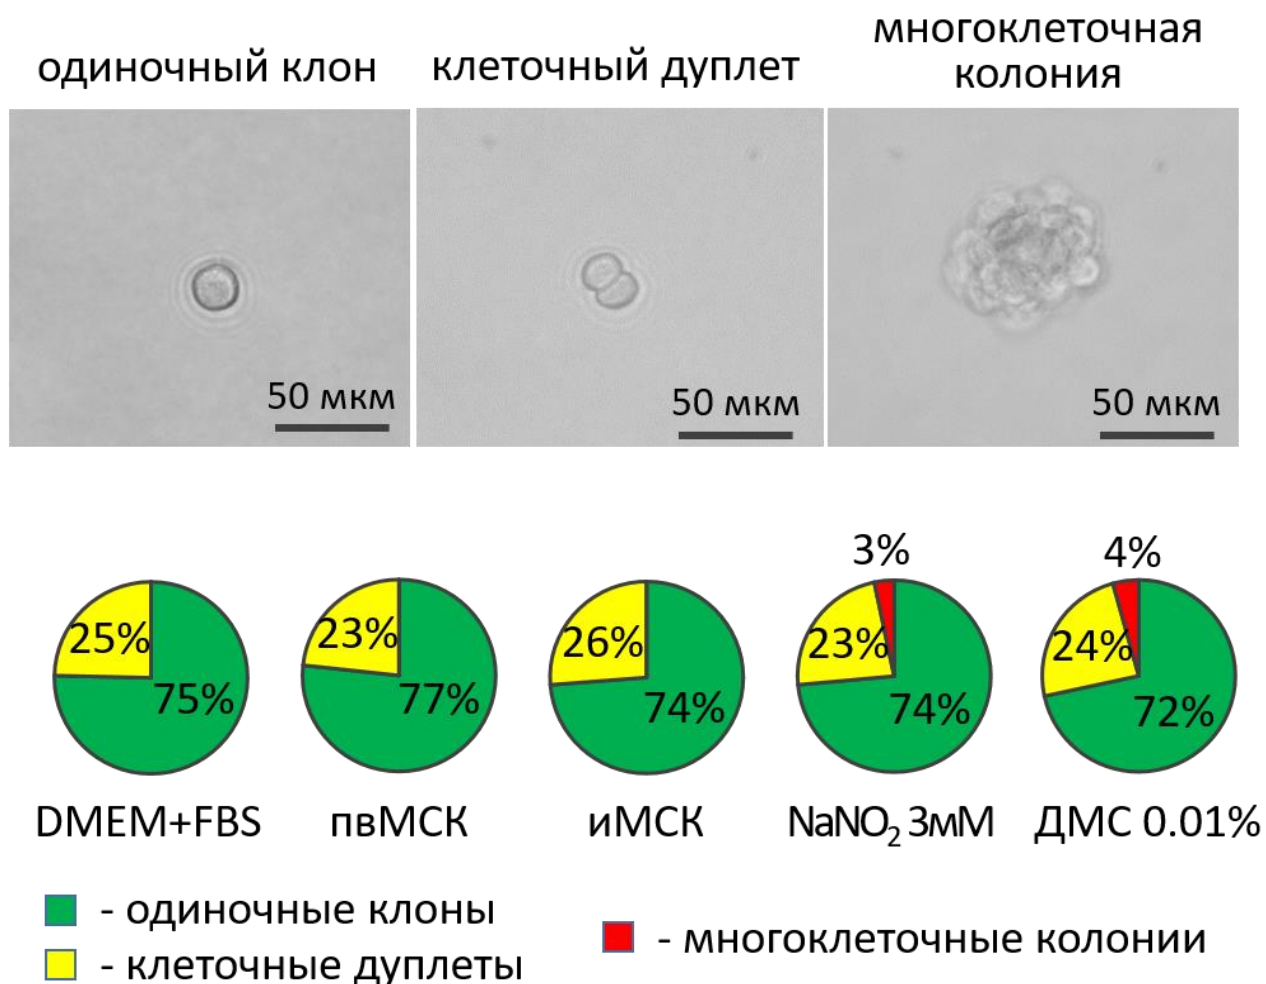 одиночный клон
клеточный дуплет
многоклеточная
колония
50 мкм
50 мкм
50 мкм
3%
4%
25%
75%
23%
77%
26%
74%
23%
74%
24%
72%
DMEM+FBS
пвМСК
иМСК
NaNO₂ 3мМ
ДМС 0.01%
- одиночные клоны
- клеточные дуплеты
- многоклеточные колонии